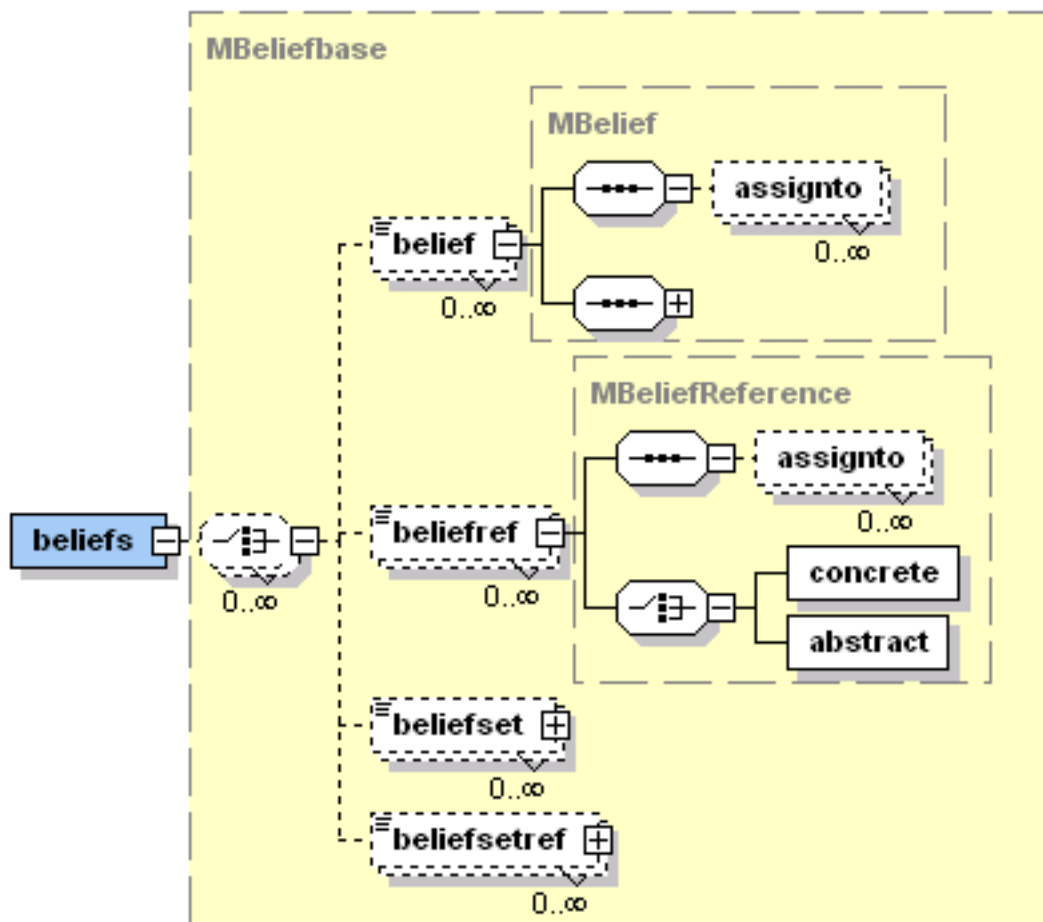 MBeliefbase
MBelief
assignto
0..∞
belief
0..∞
MBeliefReference
assignto
0..∞
beliefref
0..∞
beliefs
0..∞
concrete
abstract
beliefset
0..∞
beliefsetref
0..∞